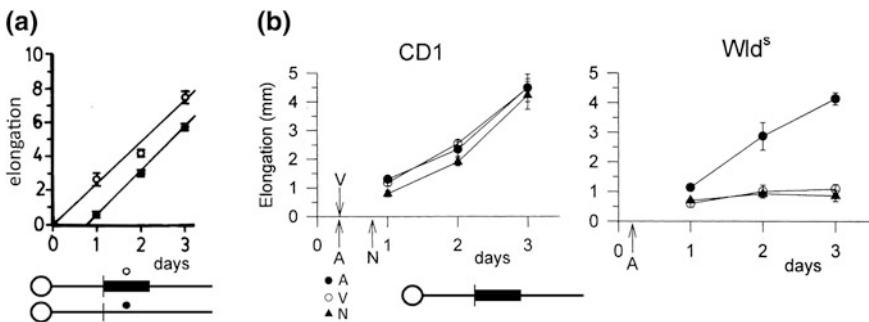 (a)
10
8
6
4
2
0
elongation
0 1 2 3
days
(b)
CD1
5
4
3
2
1
0
Elongation (mm)
V
0 1 2 3
A N days
A
V
N
Wldˢ
5
4
3
2
1
0
0 1 2 3
A days